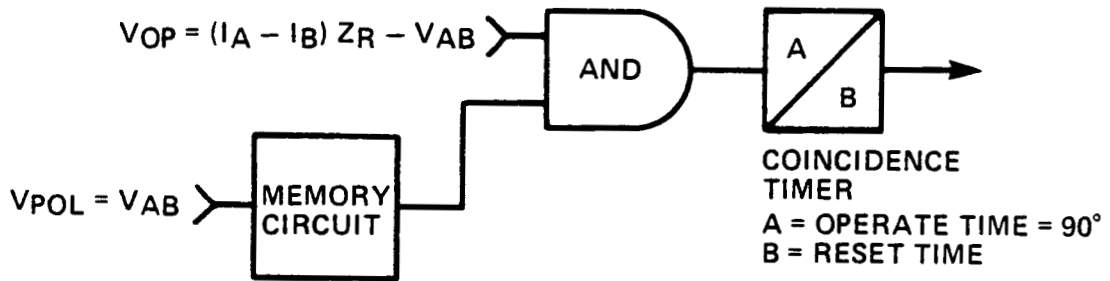 VOP = (IA – IB) ZR – VAB
AND
A
B
VPOL = VAB
MEMORY
CIRCUIT
COINCIDENCE
TIMER
A = OPERATE TIME = 90°
B = RESET TIME